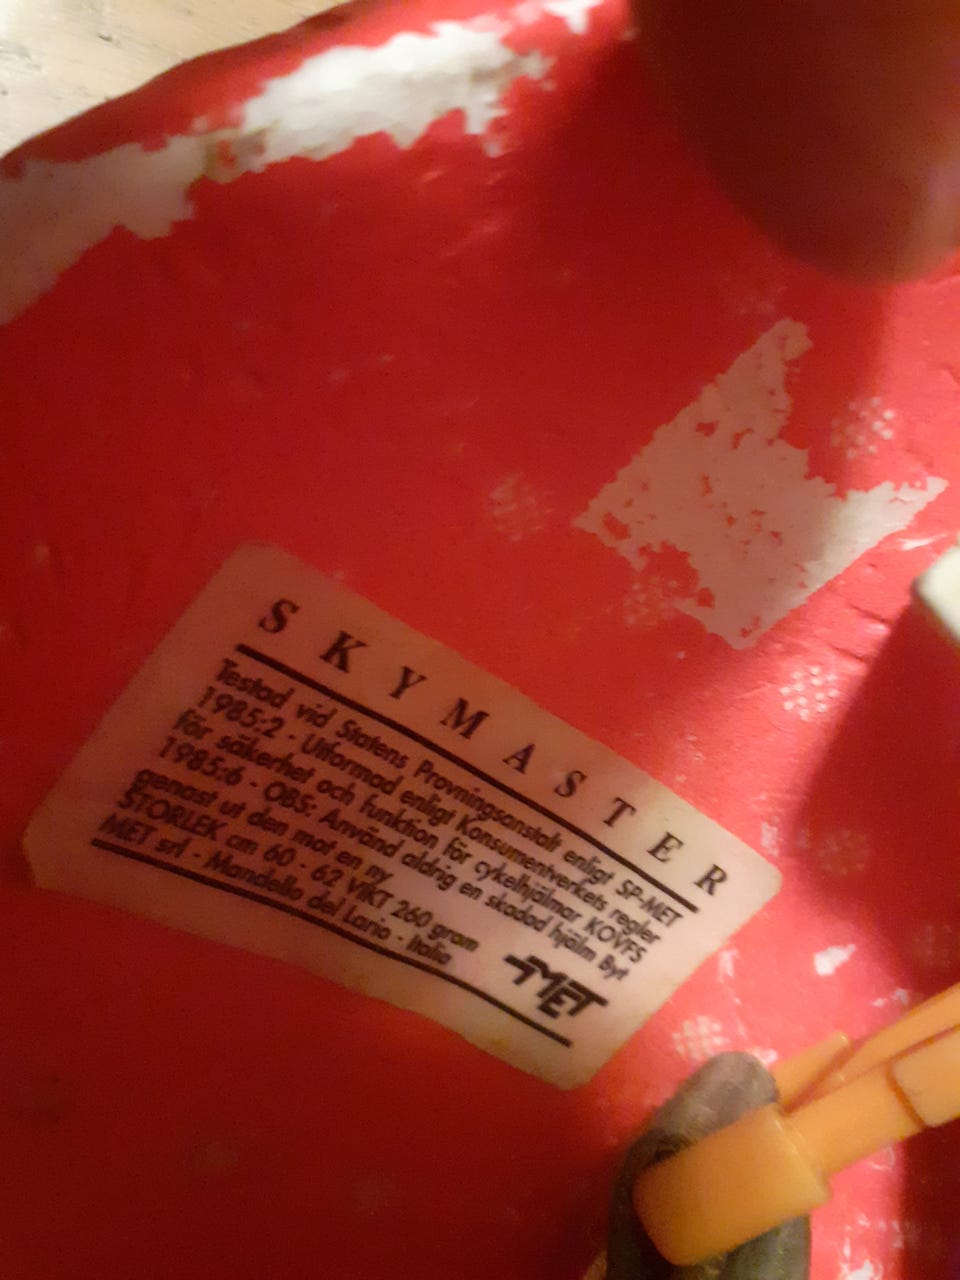 SKYMASTER
Testad vid Statens Provningsanstalt enligt SP-MET
1985:2 - Utformad enligt Konsumentverkets regler
för säkerhet och funktion för cykelhjälmar KOVFS
1985:6 - OBS: Använd aldrig en skadad hjälm Byt
genast ut den mot en ny
STORLEK cm 60 - 62 VIKT 260 gram
MET srl - Mandello del Lario - Italia
MET